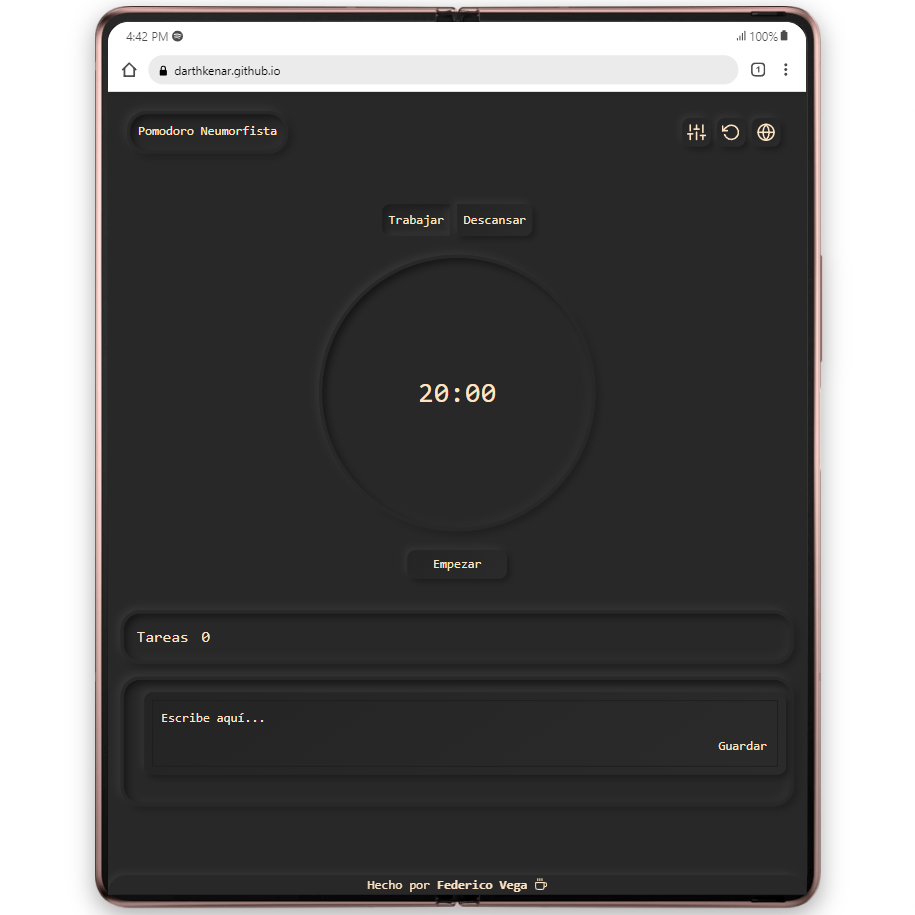 4:42 PM
100%
darthkenar.github.io
1
Pomodoro Neumorfista
Trabajar Descansar
20:00
Empezar
Tareas 0
Escribe aquí...
Guardar
Hecho por Federico Vega